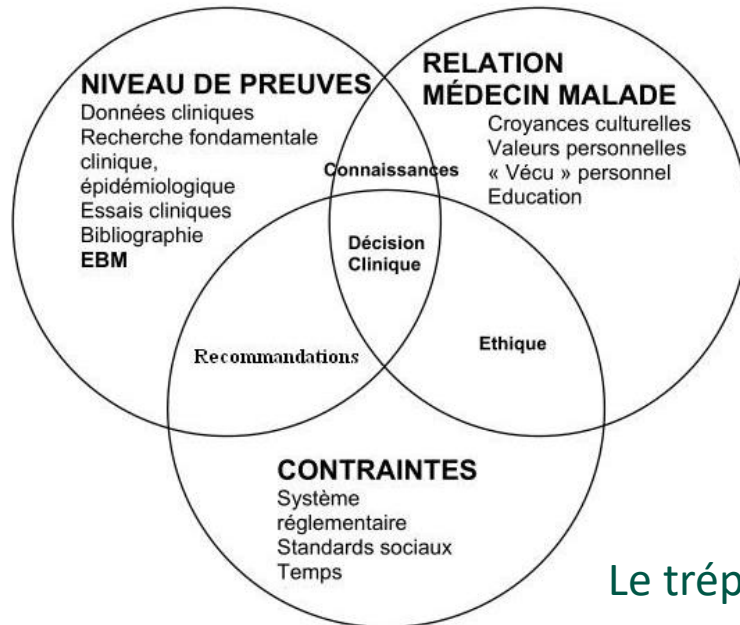 NIVEAU DE PREUVES
Données cliniques
Recherche fondamentale
clinique,
épidémiologique
Essais cliniques
Bibliographie
EBM
RELATION
MÉDECIN MALADE
Croyances culturelles
Valeurs personnelles
« Vécu » personnel
Education
Connaissances
Décision
Clinique
Recommandations
Ethique
CONTRAINTES
Système
réglementaire
Standards sociaux
Temps
Le trép